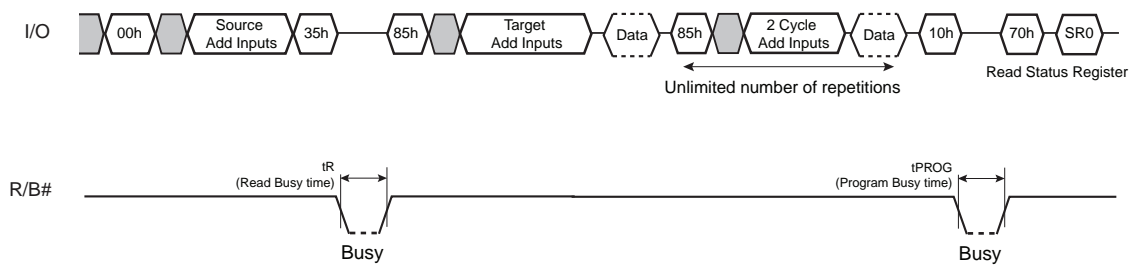 I/O
00h
Source
Add Inputs
35h
85h
Target
Add Inputs
Data
85h
2 Cycle
Add Inputs
Data
10h
70h
SR0
Unlimited number of repetitions
Read Status Register
R/B#
tR
(Read Busy time)
Busy
tPROG
(Program Busy time)
Busy